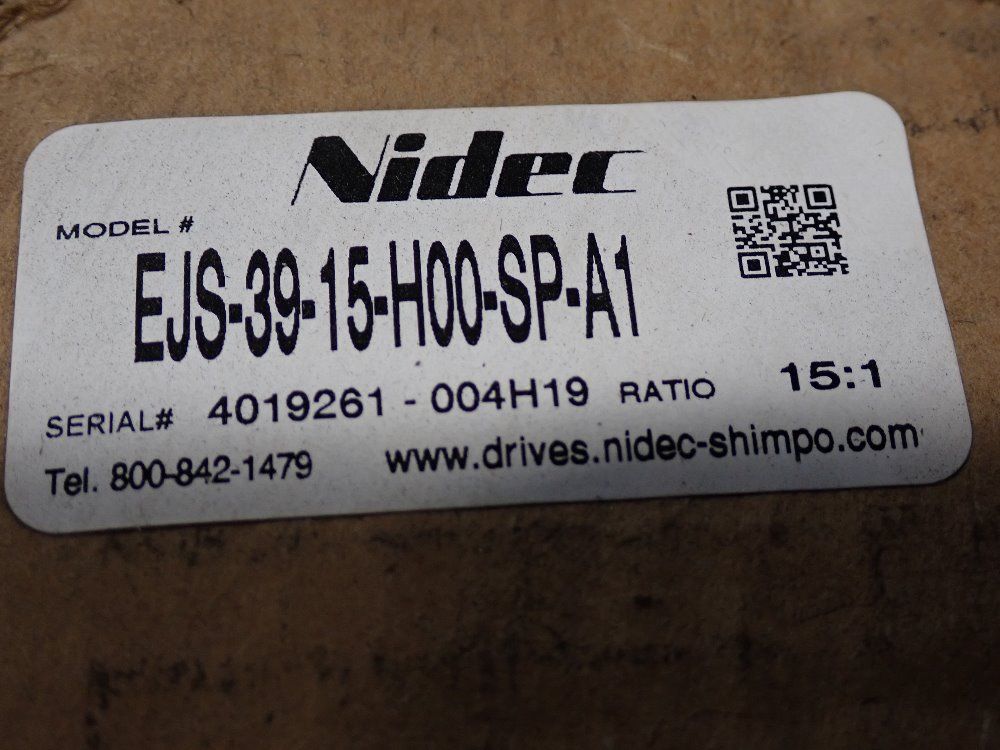 Nidec
MODEL #
EJS-39-15-H00-SP-A1
SERIAL# 4019261 - 004H19 RATIO 15:1
Tel. 800-842-1479 www.drives.nidec-shimpo.com